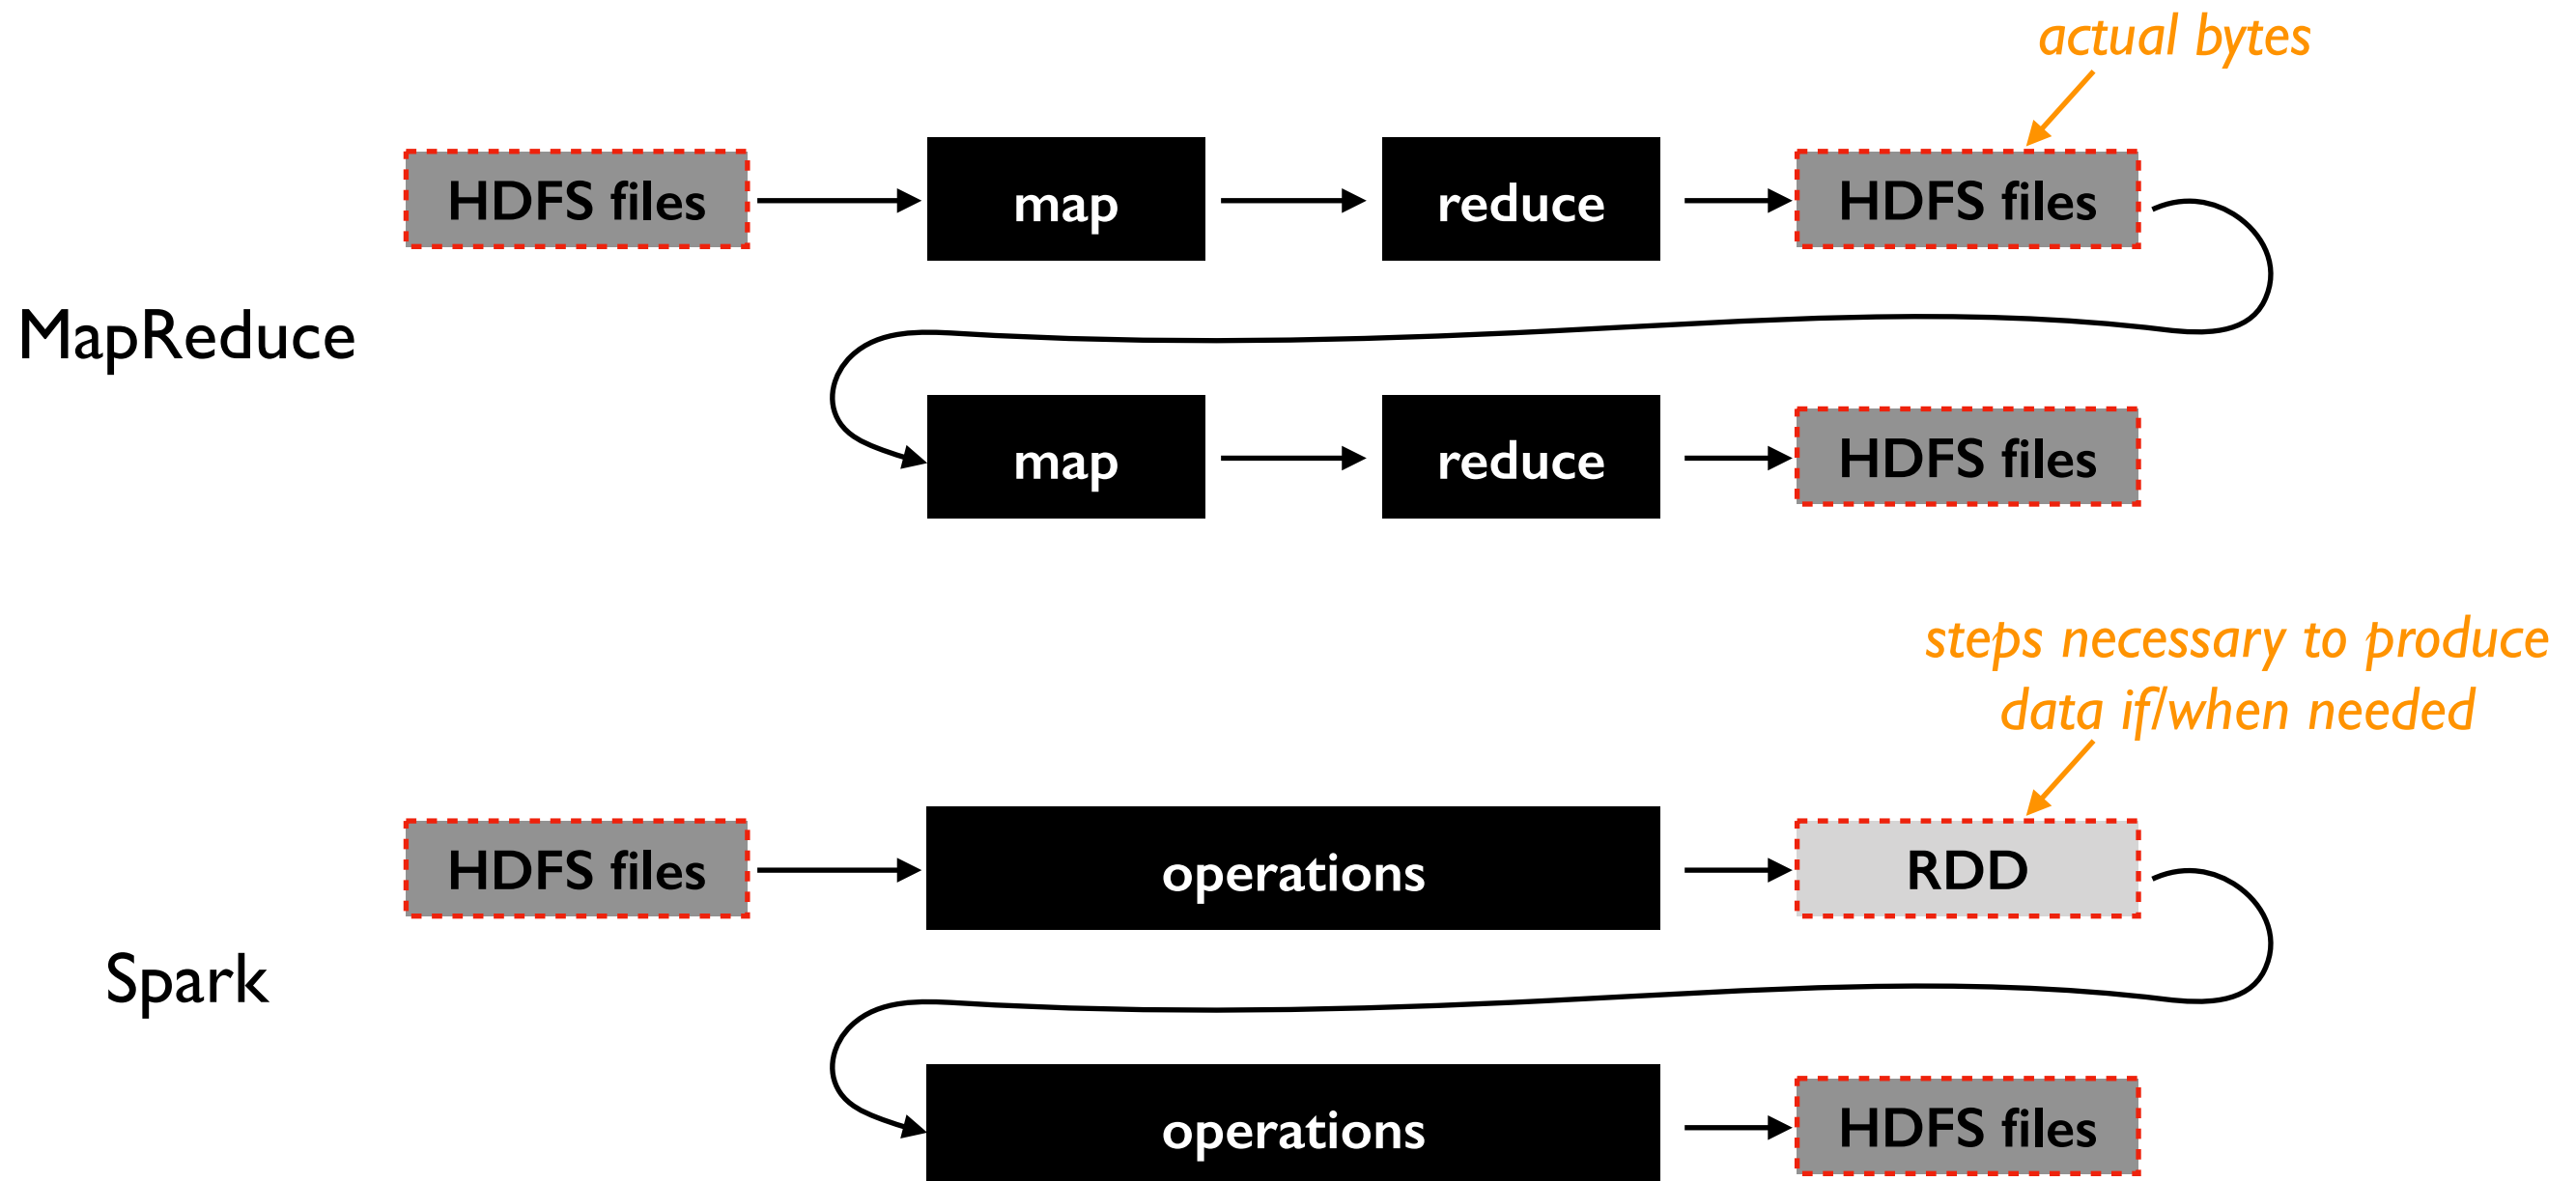 actual bytes
HDFS files
map
reduce
HDFS files
MapReduce
map
reduce
HDFS files
steps necessary to produce
data if/when needed
HDFS files
operations
RDD
Spark
operations
HDFS files